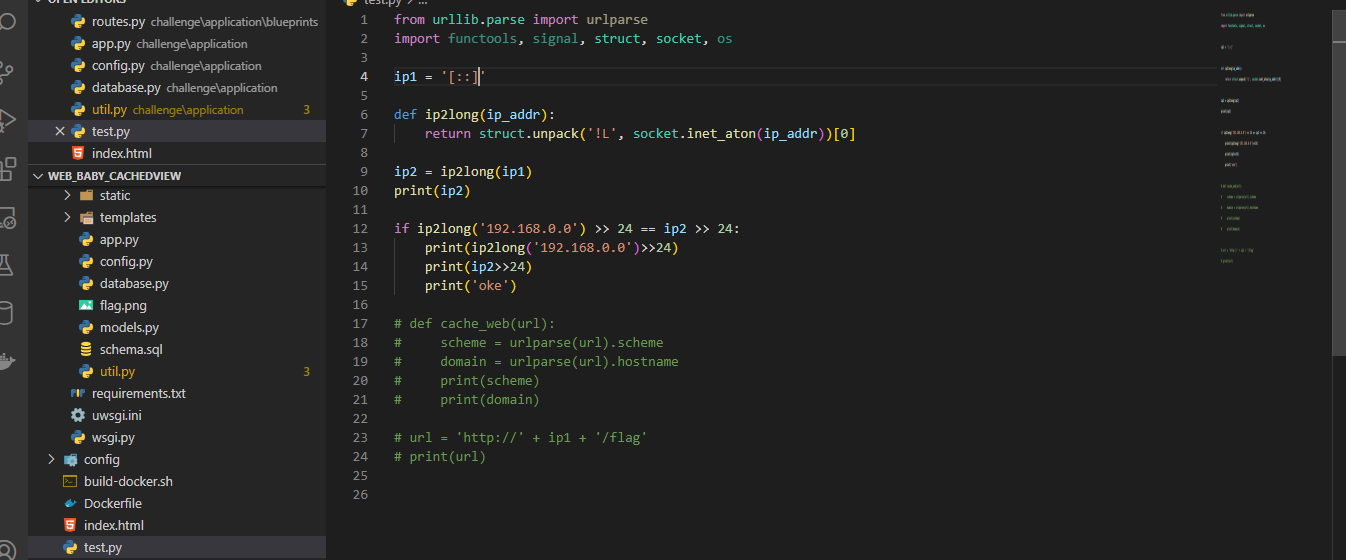 OPEN EDITORS
routes.py challenge\application\blueprints
app.py challenge\application
config.py challenge\application
database.py challenge\application
util.py challenge\application 3
test.py
index.html
WEB_BABY_CACHEDVIEW
static
templates
app.py
config.py
database.py
flag.png
models.py
schema.sql
util.py 3
requirements.txt
uwsgi.ini
wsgi.py
config
build-docker.sh
Dockerfile
index.html
test.py
test.py > ...
1 from urllib.parse import urlparse
2 import functools, signal, struct, socket, os
3
4 ip1 = '[::]'
5
6 def ip2long(ip_addr):
7     return struct.unpack('!L', socket.inet_aton(ip_addr))[0]
8
9 ip2 = ip2long(ip1)
10 print(ip2)
11
12 if ip2long('192.168.0.0') >> 24 == ip2 >> 24:
13     print(ip2long('192.168.0.0')>>24)
14     print(ip2>>24)
15     print('oke')
16
17 # def cache_web(url):
18 #     scheme = urlparse(url).scheme
19 #     domain = urlparse(url).hostname
20 #     print(scheme)
21 #     print(domain)
22
23 # url = 'http://' + ip1 + '/flag'
24 # print(url)
25
26